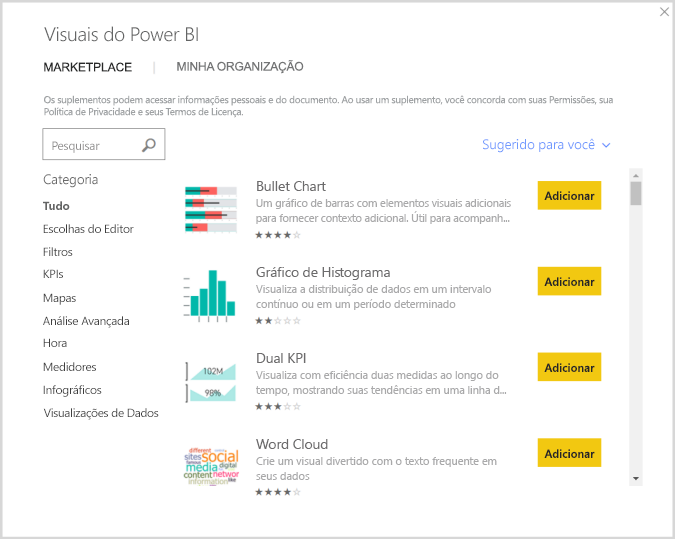 Visuais do Power BI
MARKETPLACE | MINHA ORGANIZAÇÃO
Os suplementos podem acessar informações pessoais e do documento. Ao usar um suplemento, você concorda com suas Permissões, sua
Política de Privacidade e seus Termos de Licença.
Pesquisar
Sugerido para você
Categoria
Tudo
Escolhas do Editor
Filtros
KPIs
Mapas
Análise Avançada
Hora
Medidores
Infográficos
Visualizações de Dados
Bullet Chart
Um gráfico de barras com elementos visuais adicionais
para fornecer contexto adicional. Útil para acompanh...
Adicionar
Gráfico de Histograma
Visualiza a distribuição de dados em um intervalo
contínuo ou em um período determinado
Adicionar
102M
98%
Dual KPI
Visualiza com eficiência duas medidas ao longo do
tempo, mostrando suas tendências em uma linha d...
Adicionar
different
sites social
famous
media digital
content networ
information like
Word Cloud
Crie um visual divertido com o texto frequente em
seus dados
Adicionar